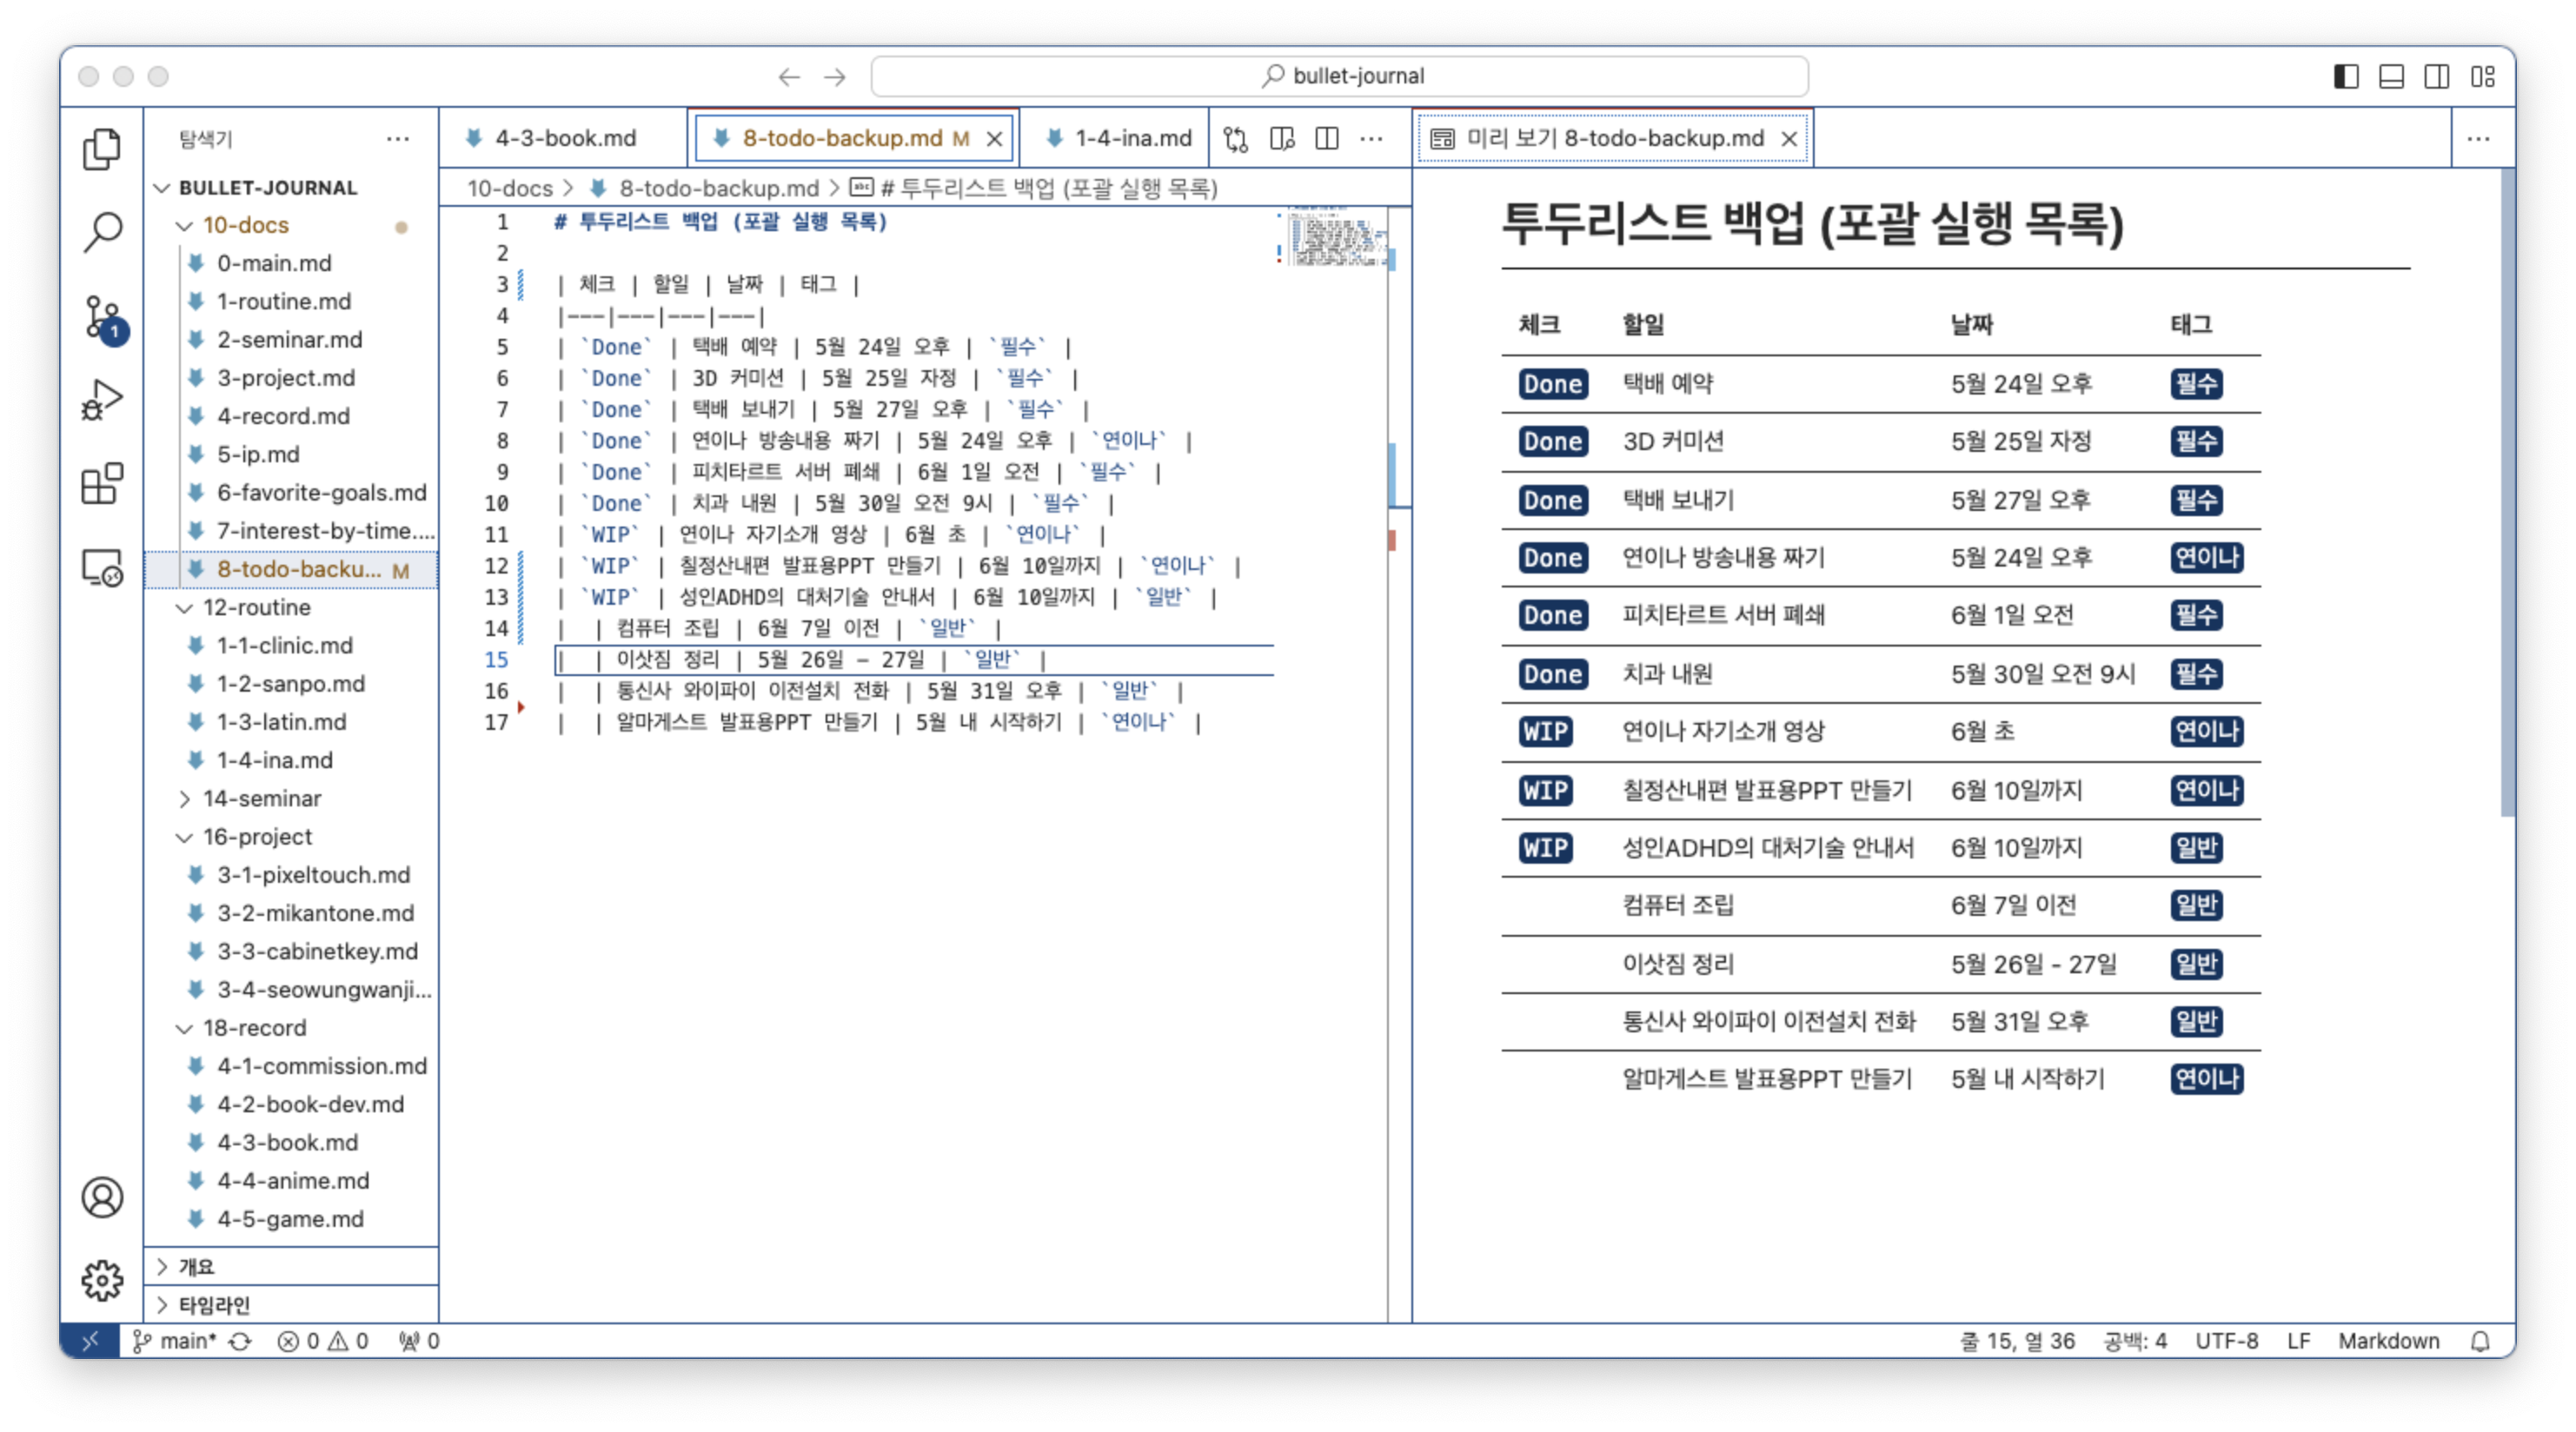 bullet-journal
탐색기
BULLET-JOURNAL
10-docs
0-main.md
1-routine.md
2-seminar.md
3-project.md
4-record.md
5-ip.md
6-favorite-goals.md
7-interest-by-time....
8-todo-backu... M
12-routine
1-1-clinic.md
1-2-sanpo.md
1-3-latin.md
1-4-ina.md
14-seminar
16-project
3-1-pixeltouch.md
3-2-mikantone.md
3-3-cabinetkey.md
3-4-seowungwanji...
18-record
4-1-commission.md
4-2-book-dev.md
4-3-book.md
4-4-anime.md
4-5-game.md
개요
타임라인
1
4-3-book.md
8-todo-backup.md M
1-4-ina.md
10-docs > 8-todo-backup.md > # 투두리스트 백업 (포괄 실행 목록)
1 # 투두리스트 백업 (포괄 실행 목록)
2
3 | 체크 | 할일 | 날짜 | 태그 |
4 |---|---|---|---|
5 | `Done` | 택배 예약 | 5월 24일 오후 | `필수` |
6 | `Done` | 3D 커미션 | 5월 25일 자정 | `필수` |
7 | `Done` | 택배 보내기 | 5월 27일 오후 | `필수` |
8 | `Done` | 연이나 방송내용 짜기 | 5월 24일 오후 | `연이나` |
9 | `Done` | 피치타르트 서버 폐쇄 | 6월 1일 오전 | `필수` |
10 | `Done` | 치과 내원 | 5월 30일 오전 9시 | `필수` |
11 | `WIP` | 연이나 자기소개 영상 | 6월 초 | `연이나` |
12 | `WIP` | 칠정산내편 발표용PPT 만들기 | 6월 10일까지 | `연이나` |
13 | `WIP` | 성인ADHD의 대처기술 안내서 | 6월 10일까지 | `일반` |
14 | | 컴퓨터 조립 | 6월 7일 이전 | `일반` |
15 | | 이삿짐 정리 | 5월 26일 - 27일 | `일반` |
16 | | 통신사 와이파이 이전설치 전화 | 5월 31일 오후 | `일반` |
17 | | 알마게스트 발표용PPT 만들기 | 5월 내 시작하기 | `연이나` |
미리 보기 8-todo-backup.md
투두리스트 백업 (포괄 실행 목록)
체크 할일 날짜 태그
Done 택배 예약 5월 24일 오후 필수
Done 3D 커미션 5월 25일 자정 필수
Done 택배 보내기 5월 27일 오후 필수
Done 연이나 방송내용 짜기 5월 24일 오후 연이나
Done 피치타르트 서버 폐쇄 6월 1일 오전 필수
Done 치과 내원 5월 30일 오전 9시 필수
WIP 연이나 자기소개 영상 6월 초 연이나
WIP 칠정산내편 발표용PPT 만들기 6월 10일까지 연이나
WIP 성인ADHD의 대처기술 안내서 6월 10일까지 일반
컴퓨터 조립 6월 7일 이전 일반
이삿짐 정리 5월 26일 - 27일 일반
통신사 와이파이 이전설치 전화 5월 31일 오후 일반
알마게스트 발표용PPT 만들기 5월 내 시작하기 연이나
main* 0 0 0
줄 15, 열 36 공백: 4 UTF-8 LF Markdown